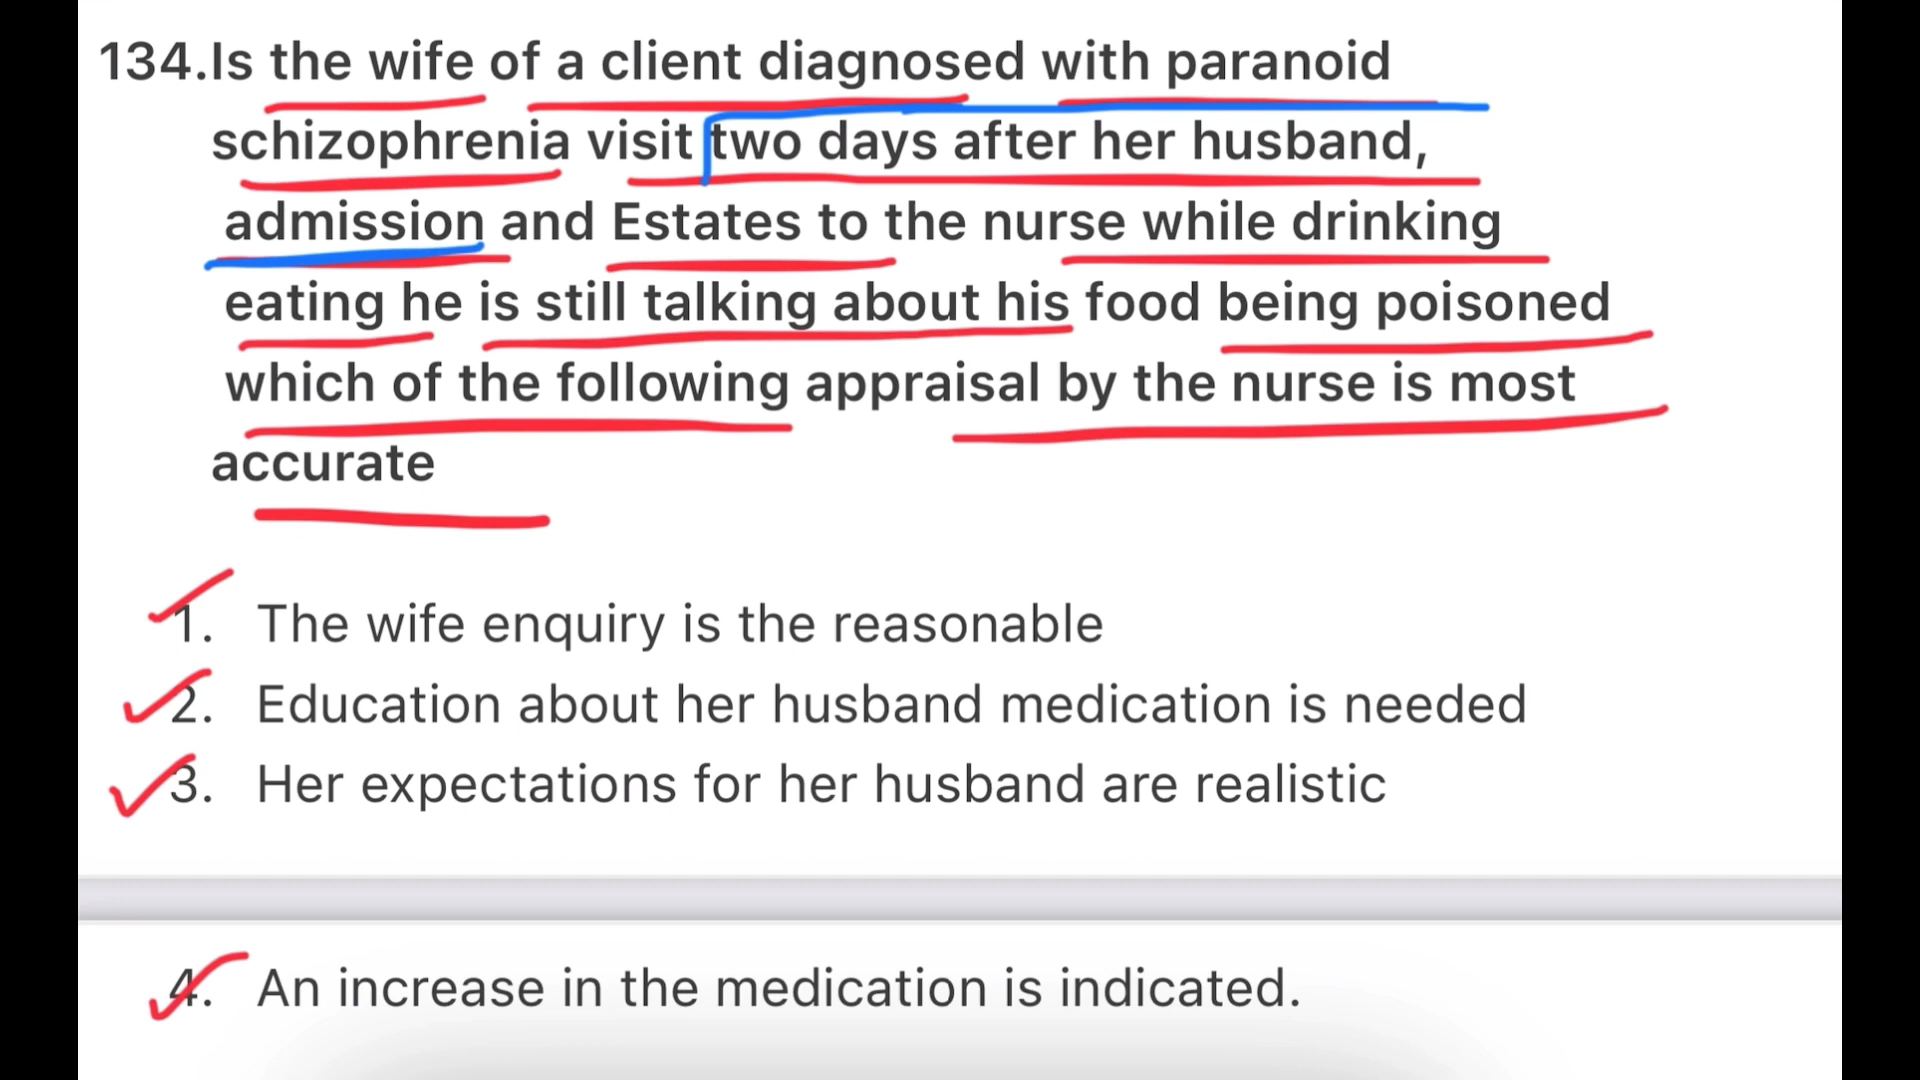 134.Is the wife of a client diagnosed with paranoid
schizophrenia visit two days after her husband,
admission and Estates to the nurse while drinking
eating he is still talking about his food being poisoned
which of the following appraisal by the nurse is most
accurate
1. The wife enquiry is the reasonable
2. Education about her husband medication is needed
3. Her expectations for her husband are realistic
4. An increase in the medication is indicated.